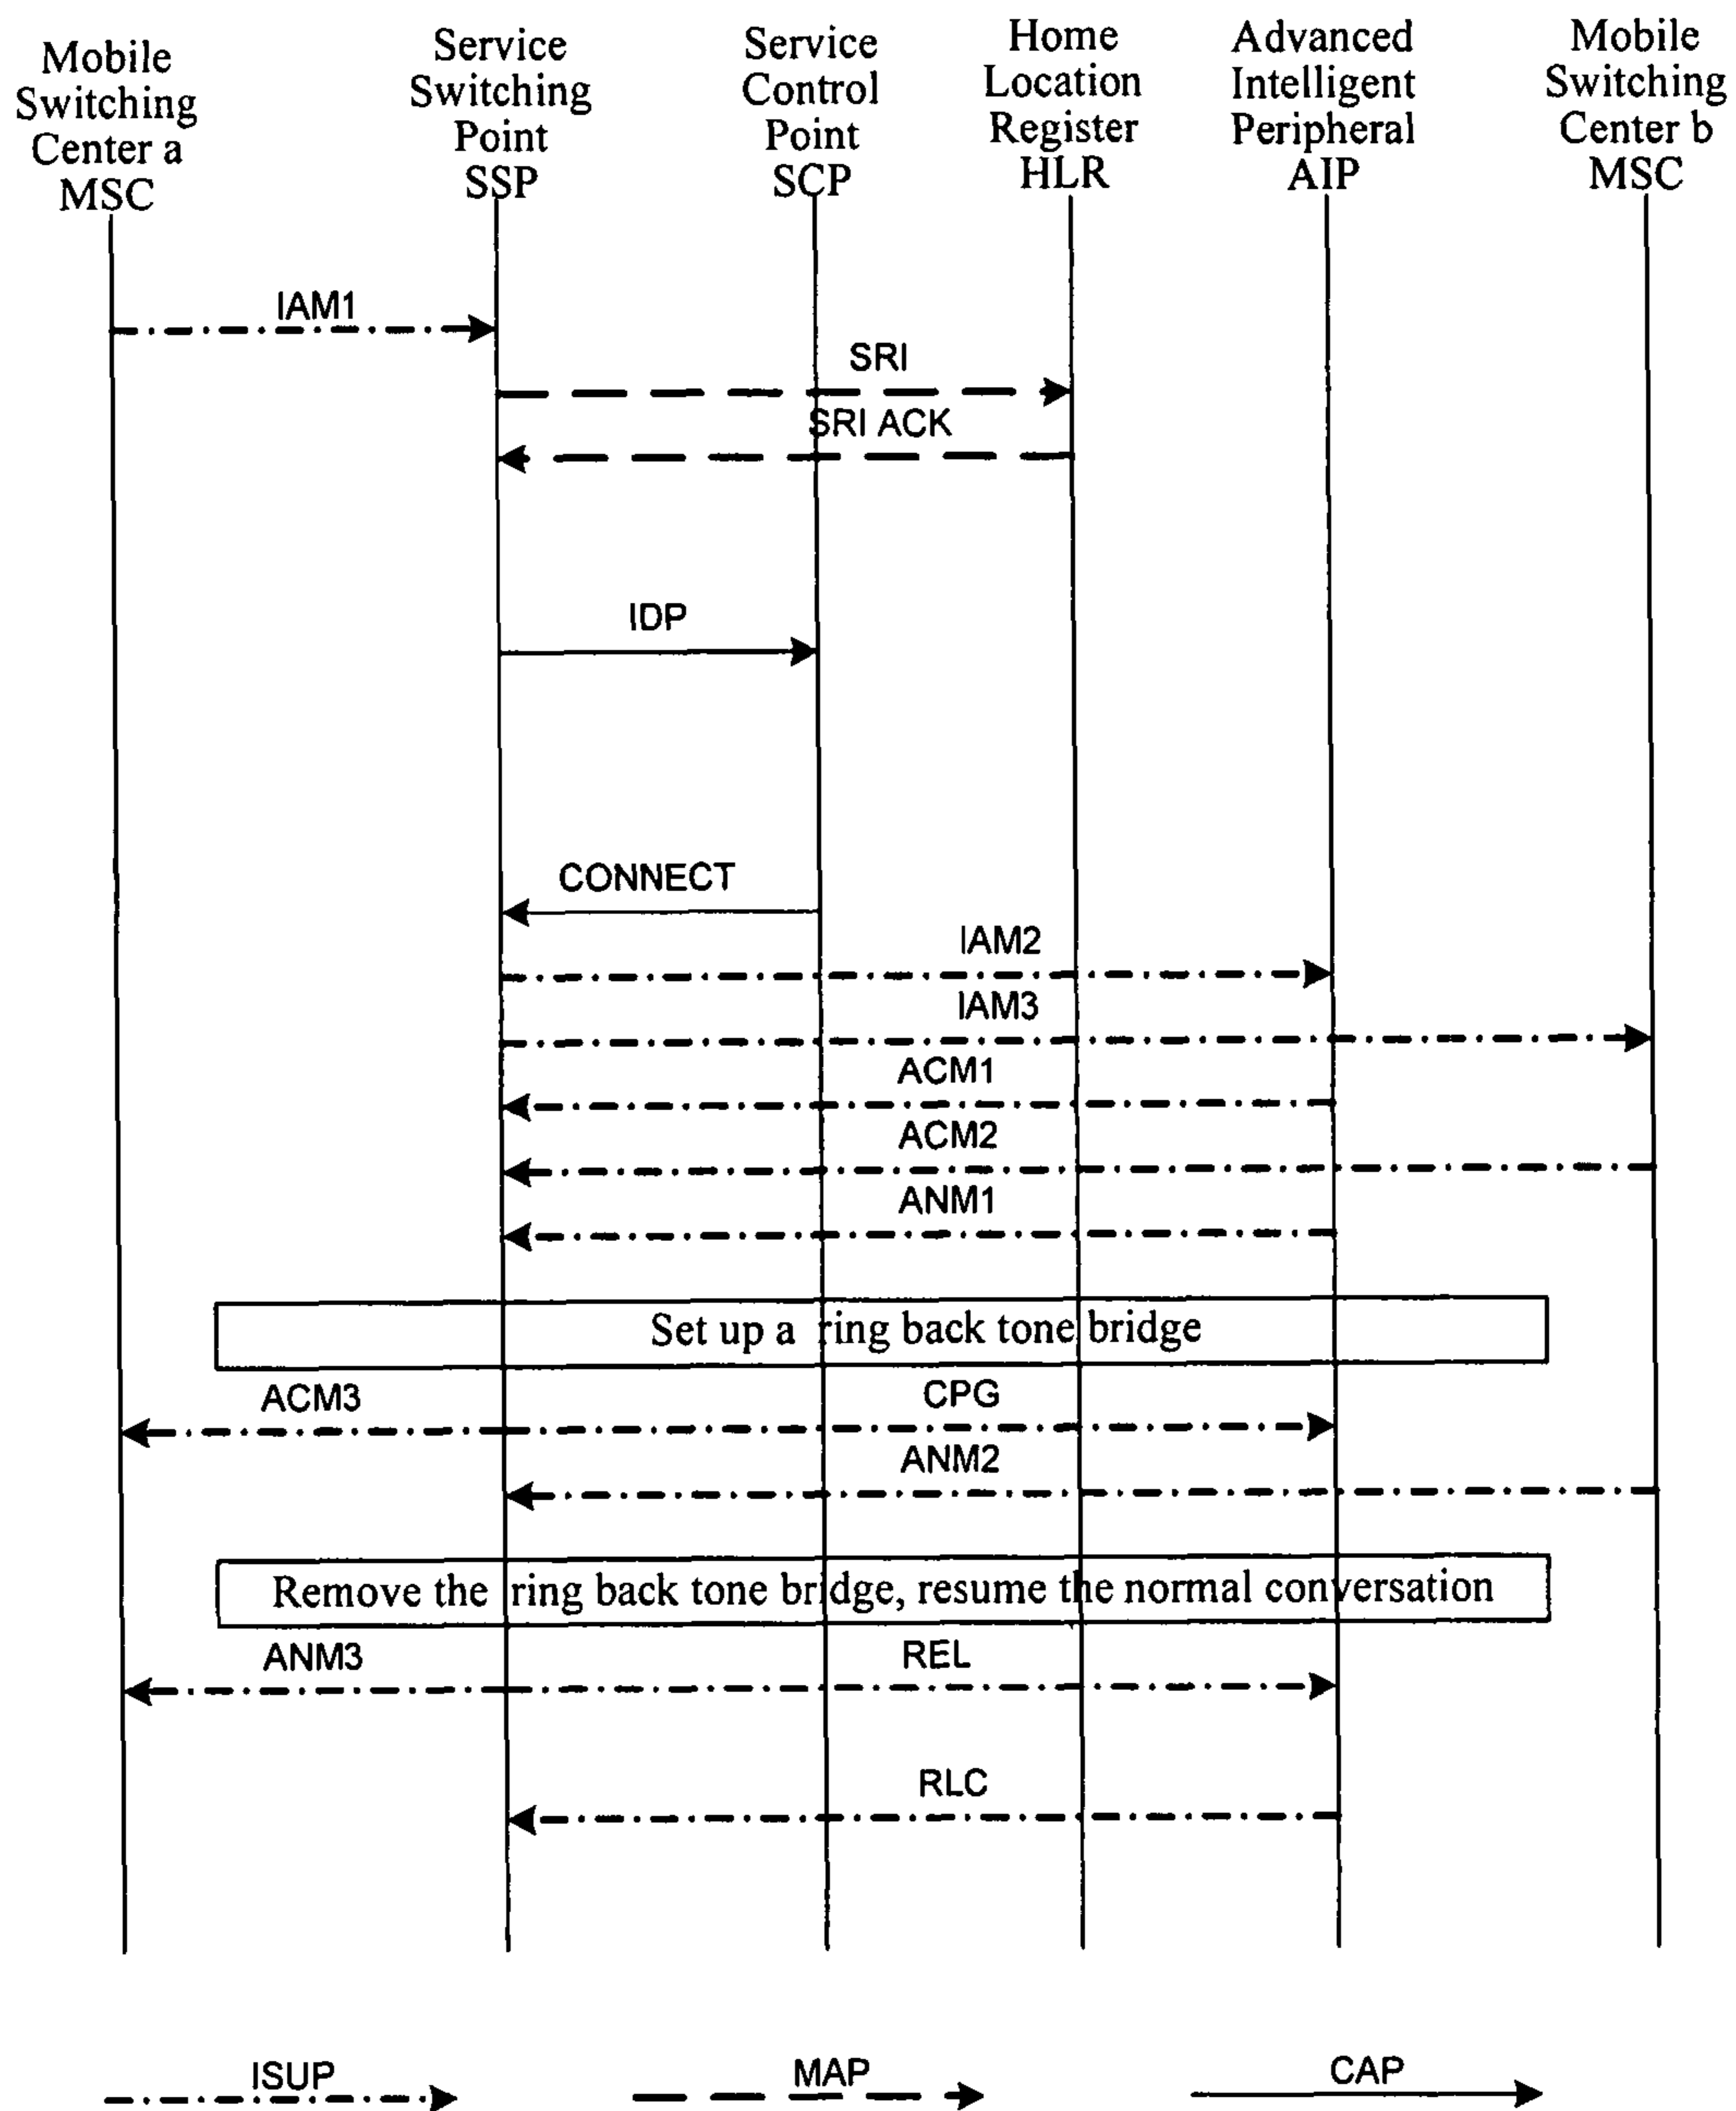 Mobile
Switching
Center a
MSC
Service
Switching
Point
SSP
Service
Control
Point
SCP
Home
Location
Register
HLR
Advanced
Intelligent
Peripheral
AIP
Mobile
Switching
Center b
MSC
IAM1
SRI
SRI ACK
IDP
CONNECT
IAM2
IAM3
ACM1
ACM2
ANM1
Set up a ring back tone bridge
ACM3 CPG
ANM2
Remove the ring back tone bridge, resume the normal conversation
ANM3 REL
RLC
ISUP MAP CAP